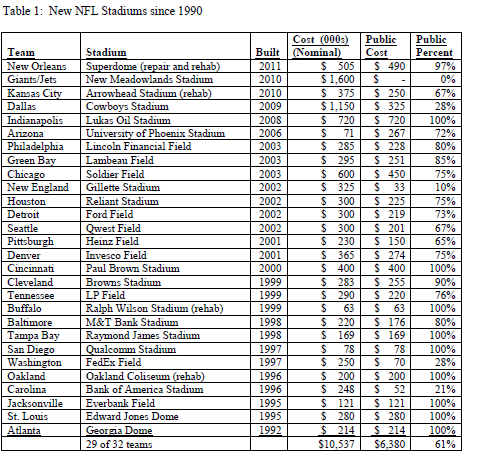 Table 1: New NFL Stadiums since 1990
Cost (000s) Public Public
Team Stadium Built (Nominal) Cost Percent
New Orleans Superdome (repair and rehab) 2011 $ 505 $ 490 97%
Giants/Jets New Meadowlands Stadium 2010 $ 1,600 $ - 0%
Kansas City Arrowhead Stadium (rehab) 2010 $ 375 $ 250 67%
Dallas Cowboys Stadium 2009 $ 1,150 $ 325 28%
Indianapolis Lukas Oil Stadium 2008 $ 720 $ 720 100%
Arizona University of Phoenix Stadium 2006 $ 71 $ 267 72%
Philadelphia Lincoln Financial Field 2003 $ 285 $ 228 80%
Green Bay Lambeau Field 2003 $ 295 $ 251 85%
Chicago Soldier Field 2003 $ 600 $ 450 75%
New England Gillette Stadium 2002 $ 325 $ 33 10%
Houston Reliant Stadium 2002 $ 300 $ 225 75%
Detroit Ford Field 2002 $ 300 $ 219 73%
Seattle Qwest Field 2002 $ 300 $ 201 67%
Pittsburgh Heinz Field 2001 $ 230 $ 150 65%
Denver Invesco Field 2001 $ 365 $ 274 75%
Cincinnati Paul Brown Stadium 2000 $ 400 $ 400 100%
Cleveland Browns Stadium 1999 $ 283 $ 255 90%
Tennessee LP Field 1999 $ 290 $ 220 76%
Buffalo Ralph Wilson Stadium (rehab) 1999 $ 63 $ 63 100%
Baltimore M&T Bank Stadium 1998 $ 220 $ 176 80%
Tampa Bay Raymond James Stadium 1998 $ 169 $ 169 100%
San Diego Qualcomm Stadium 1997 $ 78 $ 78 100%
Washington FedEx Field 1997 $ 250 $ 70 28%
Oakland Oakland Coliseum (rehab) 1996 $ 200 $ 200 100%
Carolina Bank of America Stadium 1996 $ 248 $ 52 21%
Jacksonville Everbank Field 1995 $ 121 $ 121 100%
St. Louis Edward Jones Dome 1995 $ 280 $ 280 100%
Atlanta Georgia Dome 1992 $ 214 $ 214 100%
29 of 32 teams $10,537 $6,380 61%